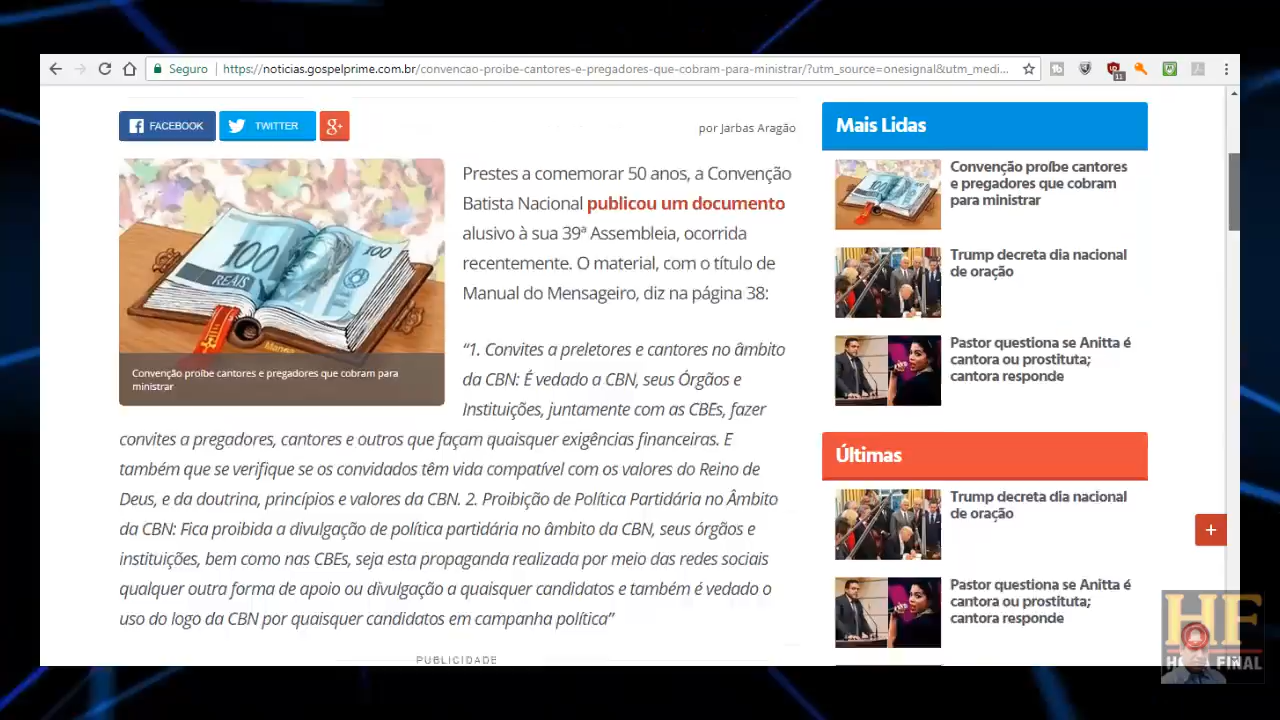 Seguro
https://noticias.gospelprime.com.br/convencao-proibe-cantores-e-pregadores-que-cobram-para-ministrar/?utm_source=onesignal&utm_medi...
11
FACEBOOK
TWITTER
por Jarbas Aragão
100
REAIS
100
Convenção proíbe cantores e pregadores que cobram para
ministrar
Prestes a comemorar 50 anos, a Convenção
Batista Nacional publicou um documento
alusivo à sua 39ª Assembleia, ocorrida
recentemente. O material, com o título de
Manual do Mensageiro, diz na página 38:
“1. Convites a preletores e cantores no âmbito
da CBN: É vedado a CBN, seus Órgãos e
Instituições, juntamente com as CBEs, fazer
convites a pregadores, cantores e outros que façam quaisquer exigências financeiras. E
também que se verifique se os convidados têm vida compatível com os valores do Reino de
Deus, e da doutrina, princípios e valores da CBN. 2. Proibição de Política Partidária no Âmbito
da CBN: Fica proibida a divulgação de política partidária no âmbito da CBN, seus órgãos e
instituições, bem como nas CBEs, seja esta propaganda realizada por meio das redes sociais
qualquer outra forma de apoio ou divulgação a quaisquer candidatos e também é vedado o
uso do logo da CBN por quaisquer candidatos em campanha política”
PUBLICIDADE
Mais Lidas
Convenção proíbe cantores
e pregadores que cobram
para ministrar
Trump decreta dia nacional
de oração
Pastor questiona se Anitta é
cantora ou prostituta;
cantora responde
Últimas
Trump decreta dia nacional
de oração
Pastor questiona se Anitta é
cantora ou prostituta;
cantora responde
HF
FINAL